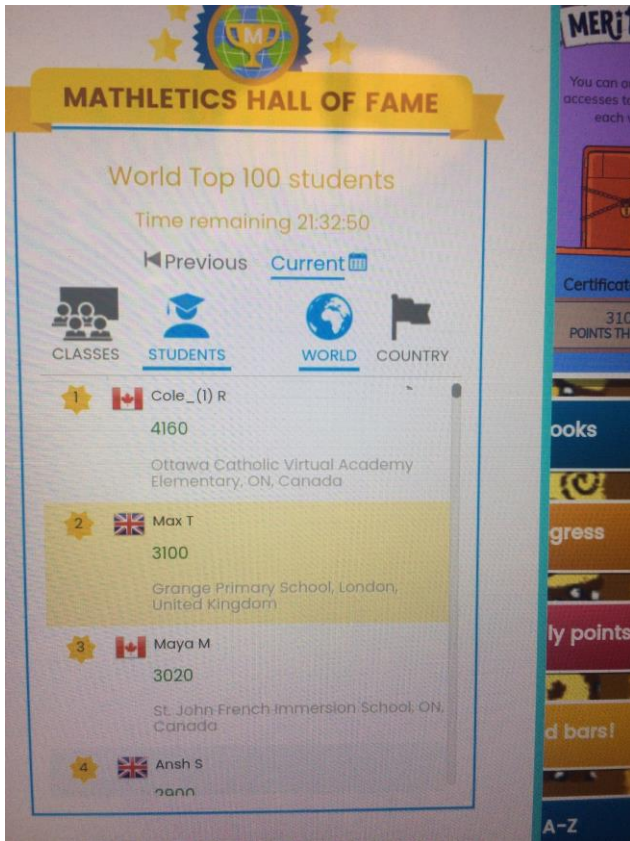 M
MATHLETICS HALL OF FAME
World Top 100 students
Time remaining 21:32:50
Previous
Current
CLASSES
STUDENTS
WORLD
COUNTRY
1
Cole_(1) R
4160
Ottawa Catholic Virtual Academy
Elementary, ON, Canada
2
Max T
3100
Grange Primary School, London,
United Kingdom
3
Maya M
3020
St. John French Immersion School, ON,
Canada
4
Ansh S
2900
MERi
You can o
accesses t
each
Certificat
310
POINTS TH
ooks
gress
ly points
d bars!
A-Z